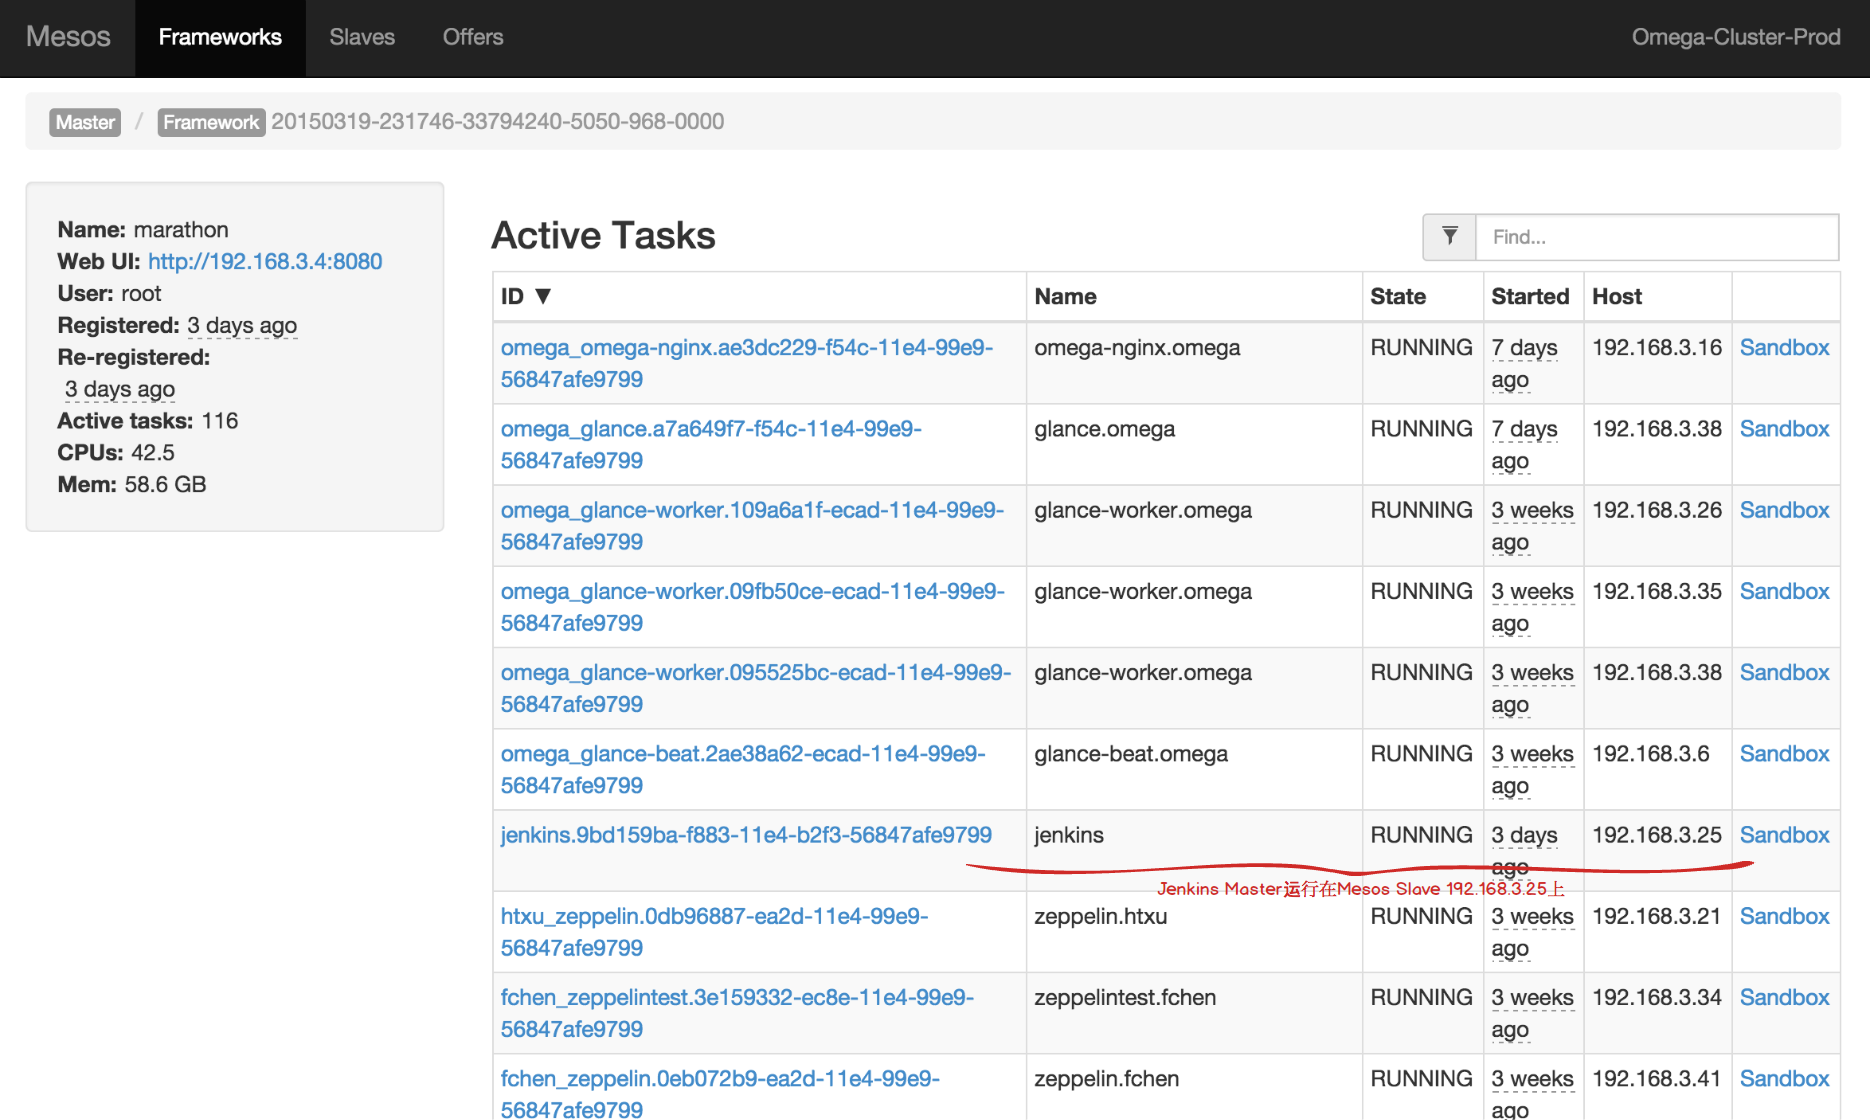 Mesos Frameworks Slaves Offers Omega-Cluster-Prod
Master / Framework 20150319-231746-33794240-5050-968-0000
Name: marathon
Web UI: http://192.168.3.4:8080
User: root
Registered: 3 days ago
Re-registered:
3 days ago
Active tasks: 116
CPUs: 42.5
Mem: 58.6 GB
Active Tasks
Find...
ID ▼ Name State Started Host
omega_omega-nginx.ae3dc229-f54c-11e4-99e9- omega-nginx.omega RUNNING 7 days 192.168.3.16 Sandbox
56847afe9799 ago
omega_glance.a7a649f7-f54c-11e4-99e9- glance.omega RUNNING 7 days 192.168.3.38 Sandbox
56847afe9799 ago
omega_glance-worker.109a6a1f-ecad-11e4-99e9- glance-worker.omega RUNNING 3 weeks 192.168.3.26 Sandbox
56847afe9799 ago
omega_glance-worker.09fb50ce-ecad-11e4-99e9- glance-worker.omega RUNNING 3 weeks 192.168.3.35 Sandbox
56847afe9799 ago
omega_glance-worker.095525bc-ecad-11e4-99e9- glance-worker.omega RUNNING 3 weeks 192.168.3.38 Sandbox
56847afe9799 ago
omega_glance-beat.2ae38a62-ecad-11e4-99e9- glance-beat.omega RUNNING 3 weeks 192.168.3.6 Sandbox
56847afe9799 ago
jenkins.9bd159ba-f883-11e4-b2f3-56847afe9799 jenkins RUNNING 3 days 192.168.3.25 Sandbox
ago
Jenkins Master运行在Mesos Slave 192.168.3.25上
htxu_zeppelin.0db96887-ea2d-11e4-99e9- zeppelin.htxu RUNNING 3 weeks 192.168.3.21 Sandbox
56847afe9799 ago
fchen_zeppelintest.3e159332-ec8e-11e4-99e9- zeppelintest.fchen RUNNING 3 weeks 192.168.3.34 Sandbox
56847afe9799 ago
fchen_zeppelin.0eb072b9-ea2d-11e4-99e9- zeppelin.fchen RUNNING 3 weeks 192.168.3.41 Sandbox
56847afe9799 ago